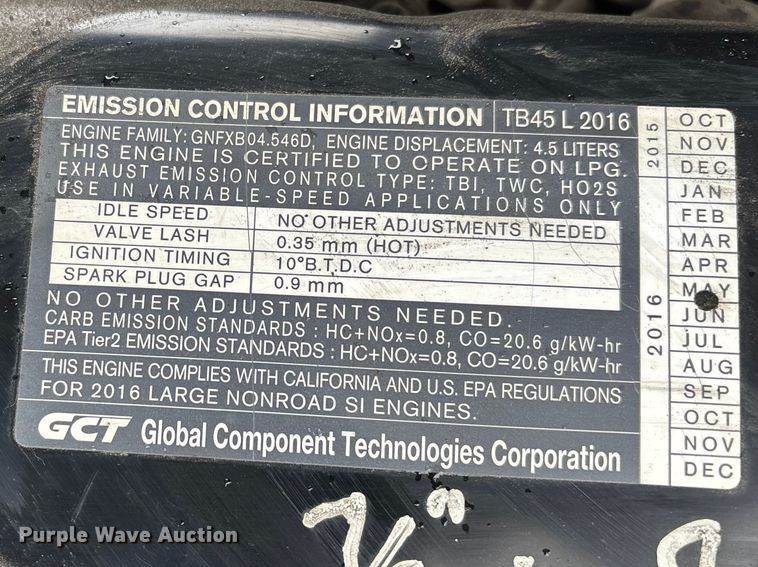 EMISSION CONTROL INFORMATION TB45 L 2016
ENGINE FAMILY: GNFXB04.546D, ENGINE DISPLACEMENT: 4.5 LITERS
THIS ENGINE IS CERTIFIED TO OPERATE ON LPG.
EXHAUST EMISSION CONTROL TYPE: TBI, TWC, HO2S
USE IN VARIABLE-SPEED APPLICATIONS ONLY
IDLE SPEED NO OTHER ADJUSTMENTS NEEDED
VALVE LASH 0.35 mm (HOT)
IGNITION TIMING 10°B.T.D.C
SPARK PLUG GAP 0.9 mm
NO OTHER ADJUSTMENTS NEEDED.
CARB EMISSION STANDARDS : HC+NOx=0.8, CO=20.6 g/kW-hr
EPA Tier2 EMISSION STANDARDS : HC+NOx=0.8, CO=20.6 g/kW-hr
THIS ENGINE COMPLIES WITH CALIFORNIA AND U.S. EPA REGULATIONS
FOR 2016 LARGE NONROAD SI ENGINES.
GCT Global Component Technologies Corporation
2015
OCT
NOV
DEC
2016
JAN
FEB
MAR
APR
MAY
JUN
JUL
AUG
SEP
OCT
NOV
DEC
Purple Wave Auction